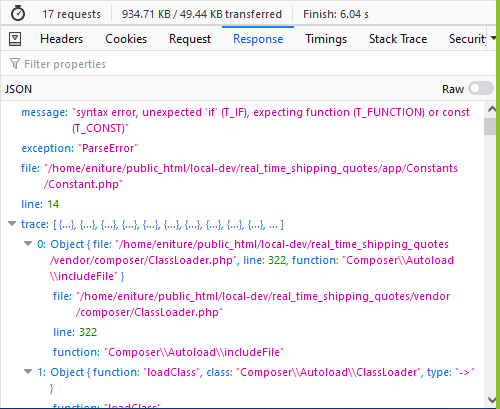 17 requests 934.71 KB / 49.44 KB transferred Finish: 6.04 s
Headers Cookies Request Response Timings Stack Trace Security
Filter properties
JSON Raw
message: "syntax error, unexpected 'if' (T_IF), expecting function (T_FUNCTION) or const
(T_CONST)"
exception: "ParseError"
file: "/home/eniture/public_html/local-dev/real_time_shipping_quotes/app/Constants
/Constant.php"
line: 14
trace: [ {…}, {…}, {…}, {…}, {…}, {…}, {…}, {…}, {…}, {…}, … ]
0: Object { file: "/home/eniture/public_html/local-dev/real_time_shipping_quotes
/vendor/composer/ClassLoader.php", line: 322, function: "Composer\\Autoload
\\includeFile" }
file: "/home/eniture/public_html/local-dev/real_time_shipping_quotes/vendor
/composer/ClassLoader.php"
line: 322
function: "Composer\\Autoload\\includeFile"
1: Object { function: "loadClass", class: "Composer\\Autoload\\ClassLoader", type: "->"
}
function: "loadClass"